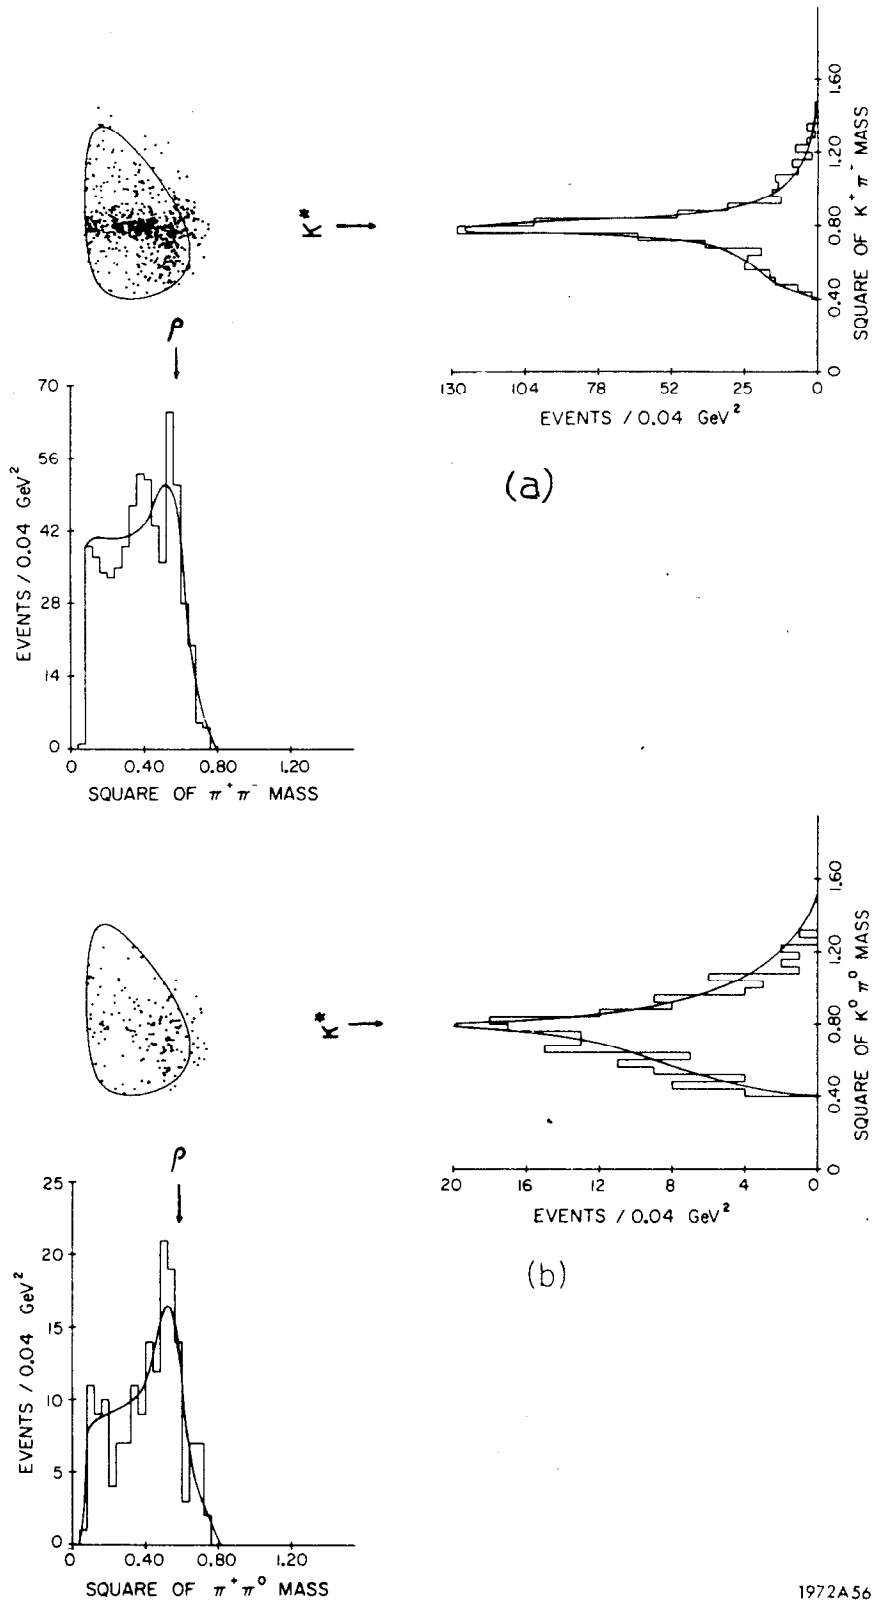 1.60
1.20
0.80
0.40
0
SQUARE OF K⁺ π⁻ MASS
K*
ρ
130 104 78 52 25 0
EVENTS / 0.04 GeV²
(a)
70
56
42
28
14
0
EVENTS / 0.04 GeV²
0 0.40 0.80 1.20
SQUARE OF π⁺ π⁻ MASS
1.60
1.20
0.80
0.40
0
SQUARE OF K⁰ π⁰ MASS
K*
ρ
20 16 12 8 4 0
EVENTS / 0.04 GeV²
(b)
25
20
15
10
5
0
EVENTS / 0.04 GeV²
0 0.40 0.80 1.20
SQUARE OF π⁺ π⁰ MASS
1972A56